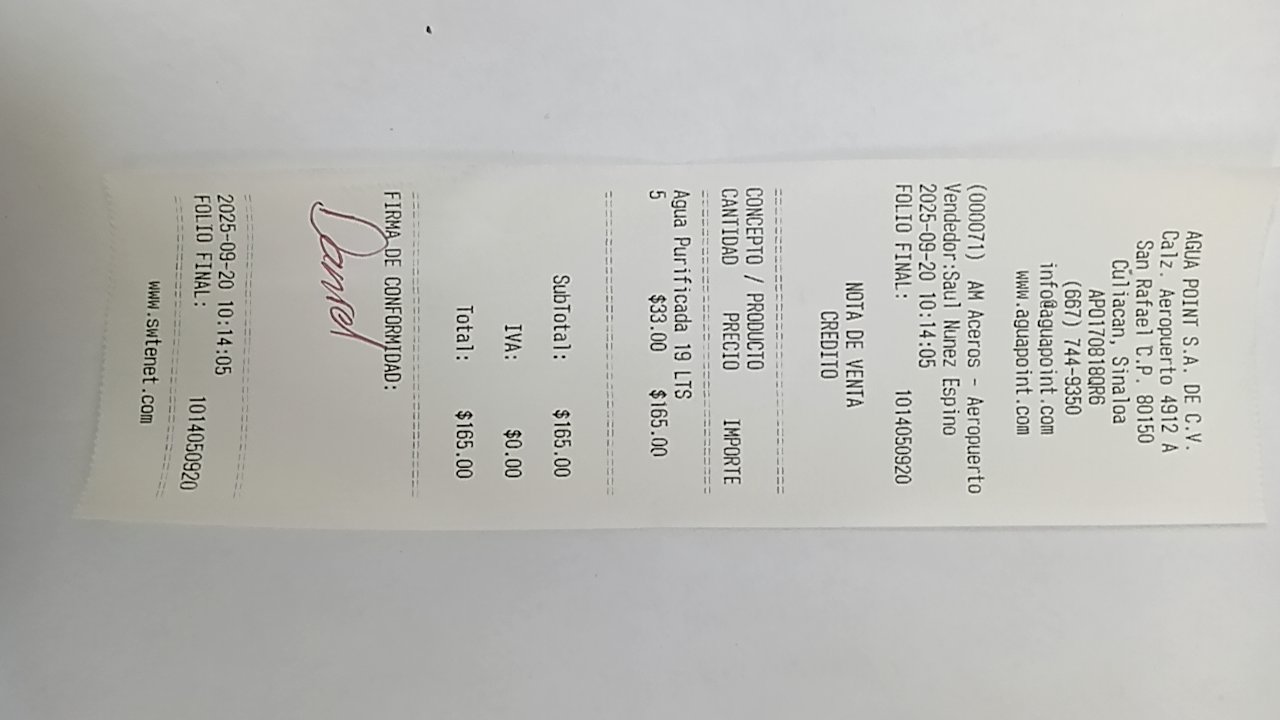 AGUA POINT S.A. DE C.V.
Calz. Aeropuerto 4912 A
San Rafael C.P. 80150
Culiacan, Sinaloa
APO170818QR6
(667) 744-9350
info@aguapoint.com
www.aguapoint.com
(000071) AM Aceros - Aeropuerto
Vendedor:Saul Nunez Espino
2025-09-20 10:14:05
FOLIO FINAL: 1014050920
NOTA DE VENTA
CREDITO
CONCEPTO / PRODUCTO
CANTIDAD PRECIO IMPORTE
Agua Purificada 19 LTS
5 $33.00 $165.00
SubTotal: $165.00
IVA: $0.00
Total: $165.00
FIRMA DE CONFORMIDAD:
Daniel
2025-09-20 10:14:05
FOLIO FINAL: 1014050920
www.swtenet.com